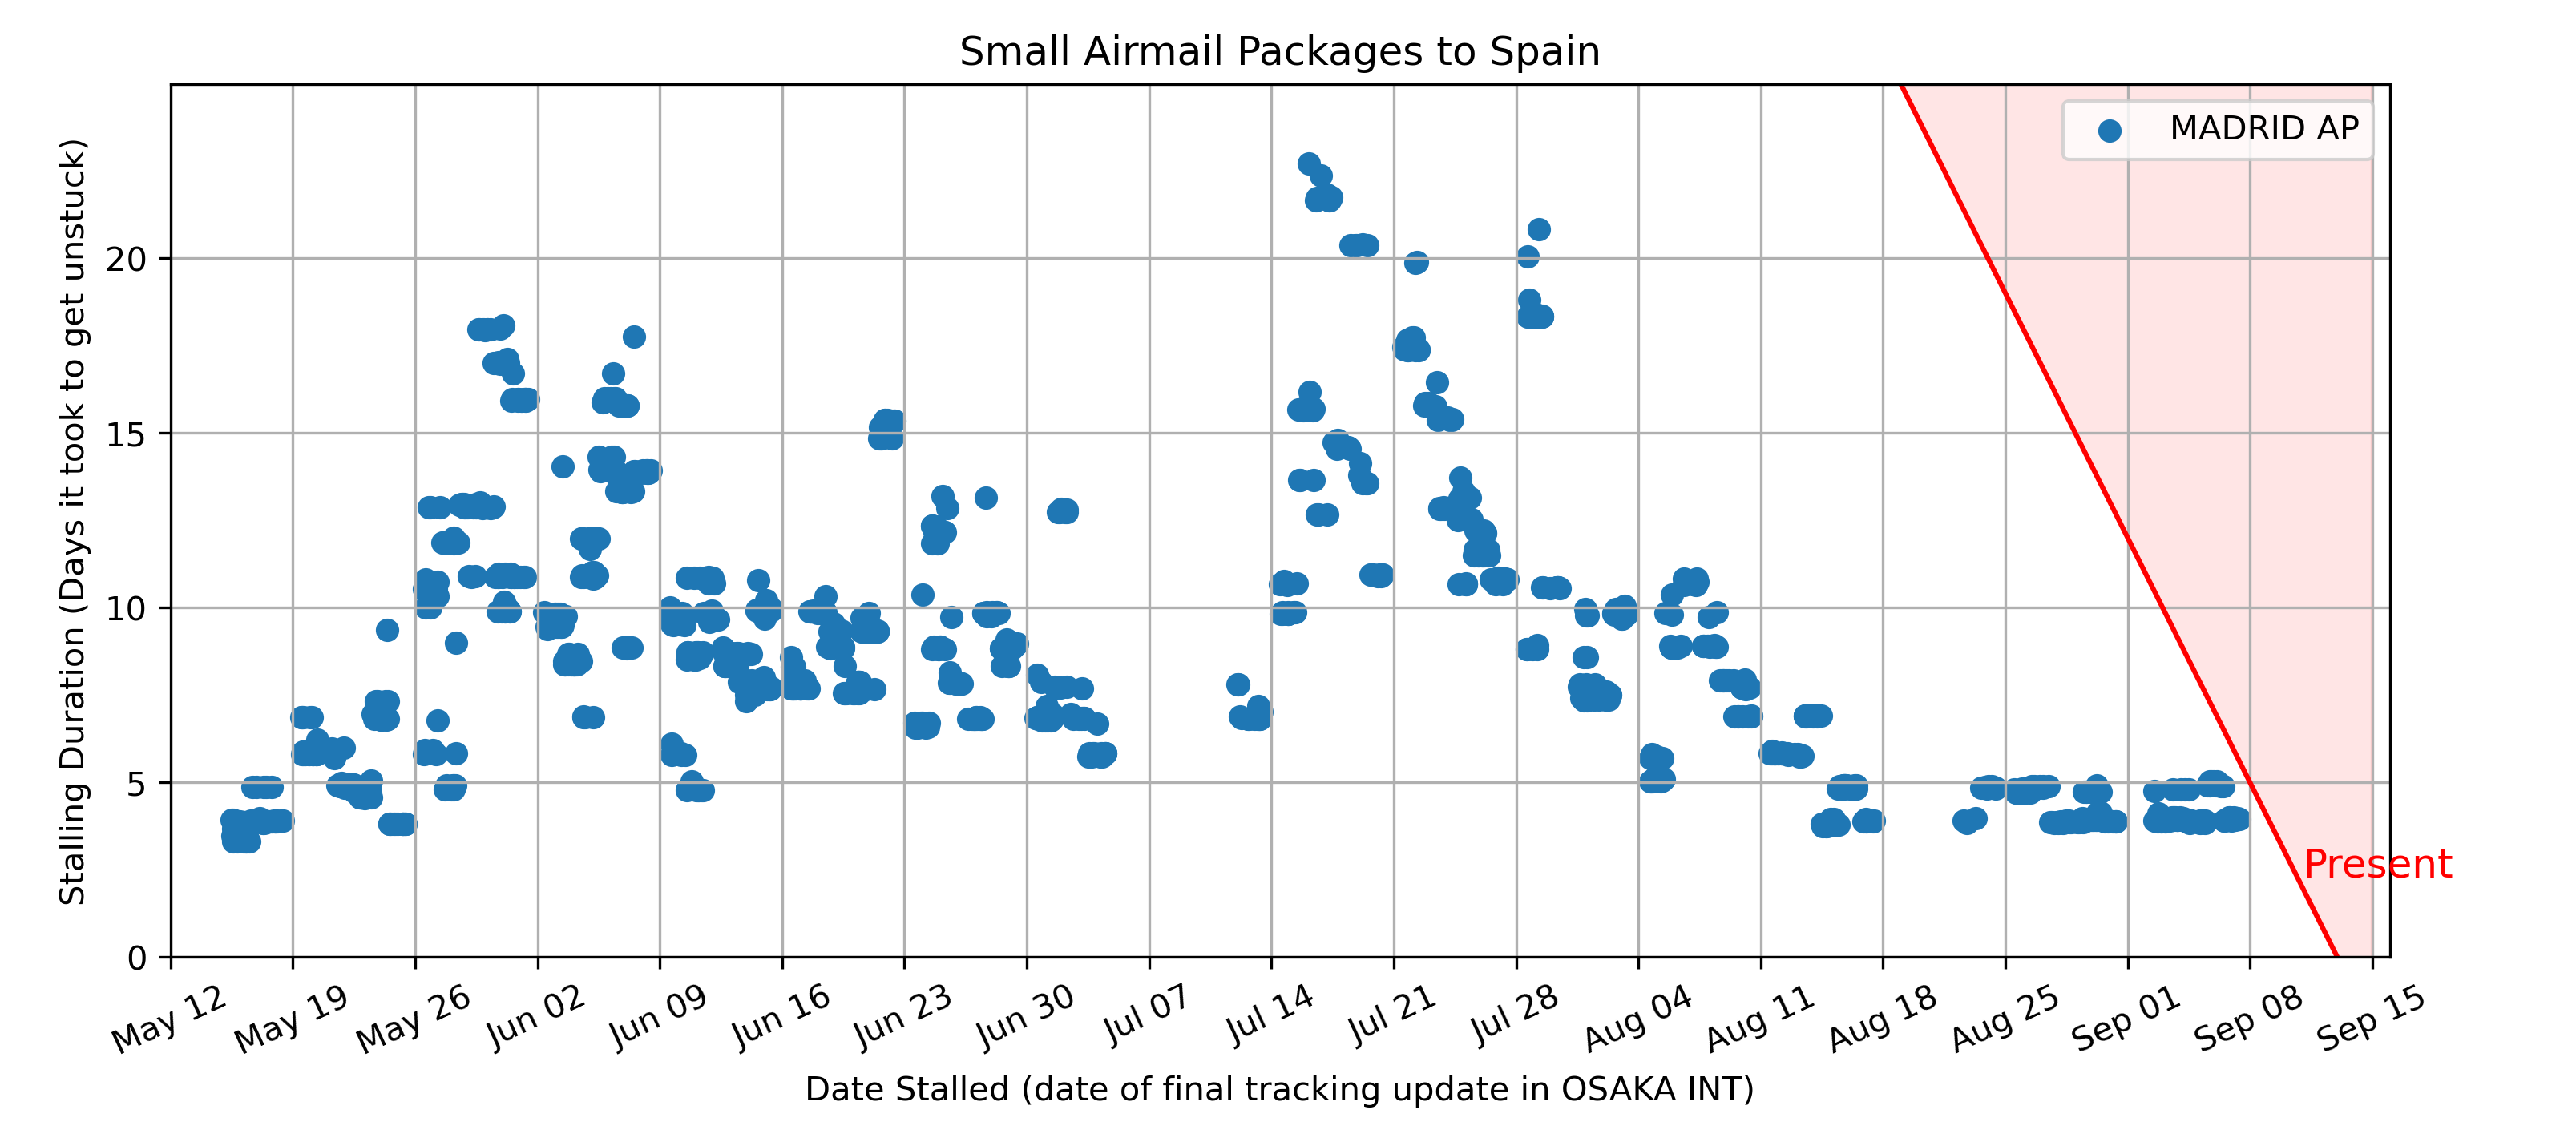 Small Airmail Packages to Spain
MADRID AP
Stalling Duration (Days it took to get unstuck)
20
15
10
5
0
Present
May 12
May 19
May 26
Jun 02
Jun 09
Jun 16
Jun 23
Jun 30
Jul 07
Jul 14
Jul 21
Jul 28
Aug 04
Aug 11
Aug 18
Aug 25
Sep 01
Sep 08
Sep 15
Date Stalled (date of final tracking update in OSAKA INT)